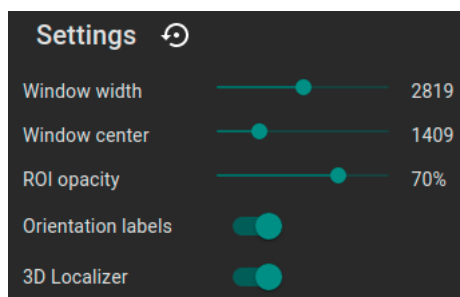 Settings
Window width 2819
Window center 1409
ROI opacity 70%
Orientation labels
3D Localizer